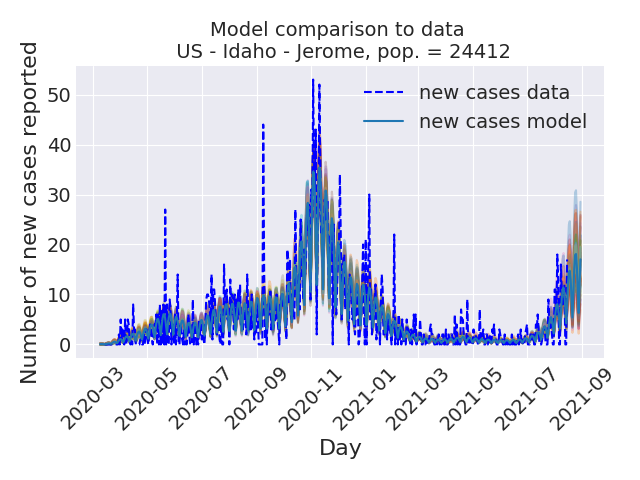 Model comparison to data
US - Idaho - Jerome, pop. = 24412
Number of new cases reported
50
40
30
20
10
0
new cases data
new cases model
2020-03
2020-05
2020-07
2020-09
2020-11
2021-01
2021-03
2021-05
2021-07
2021-09
Day